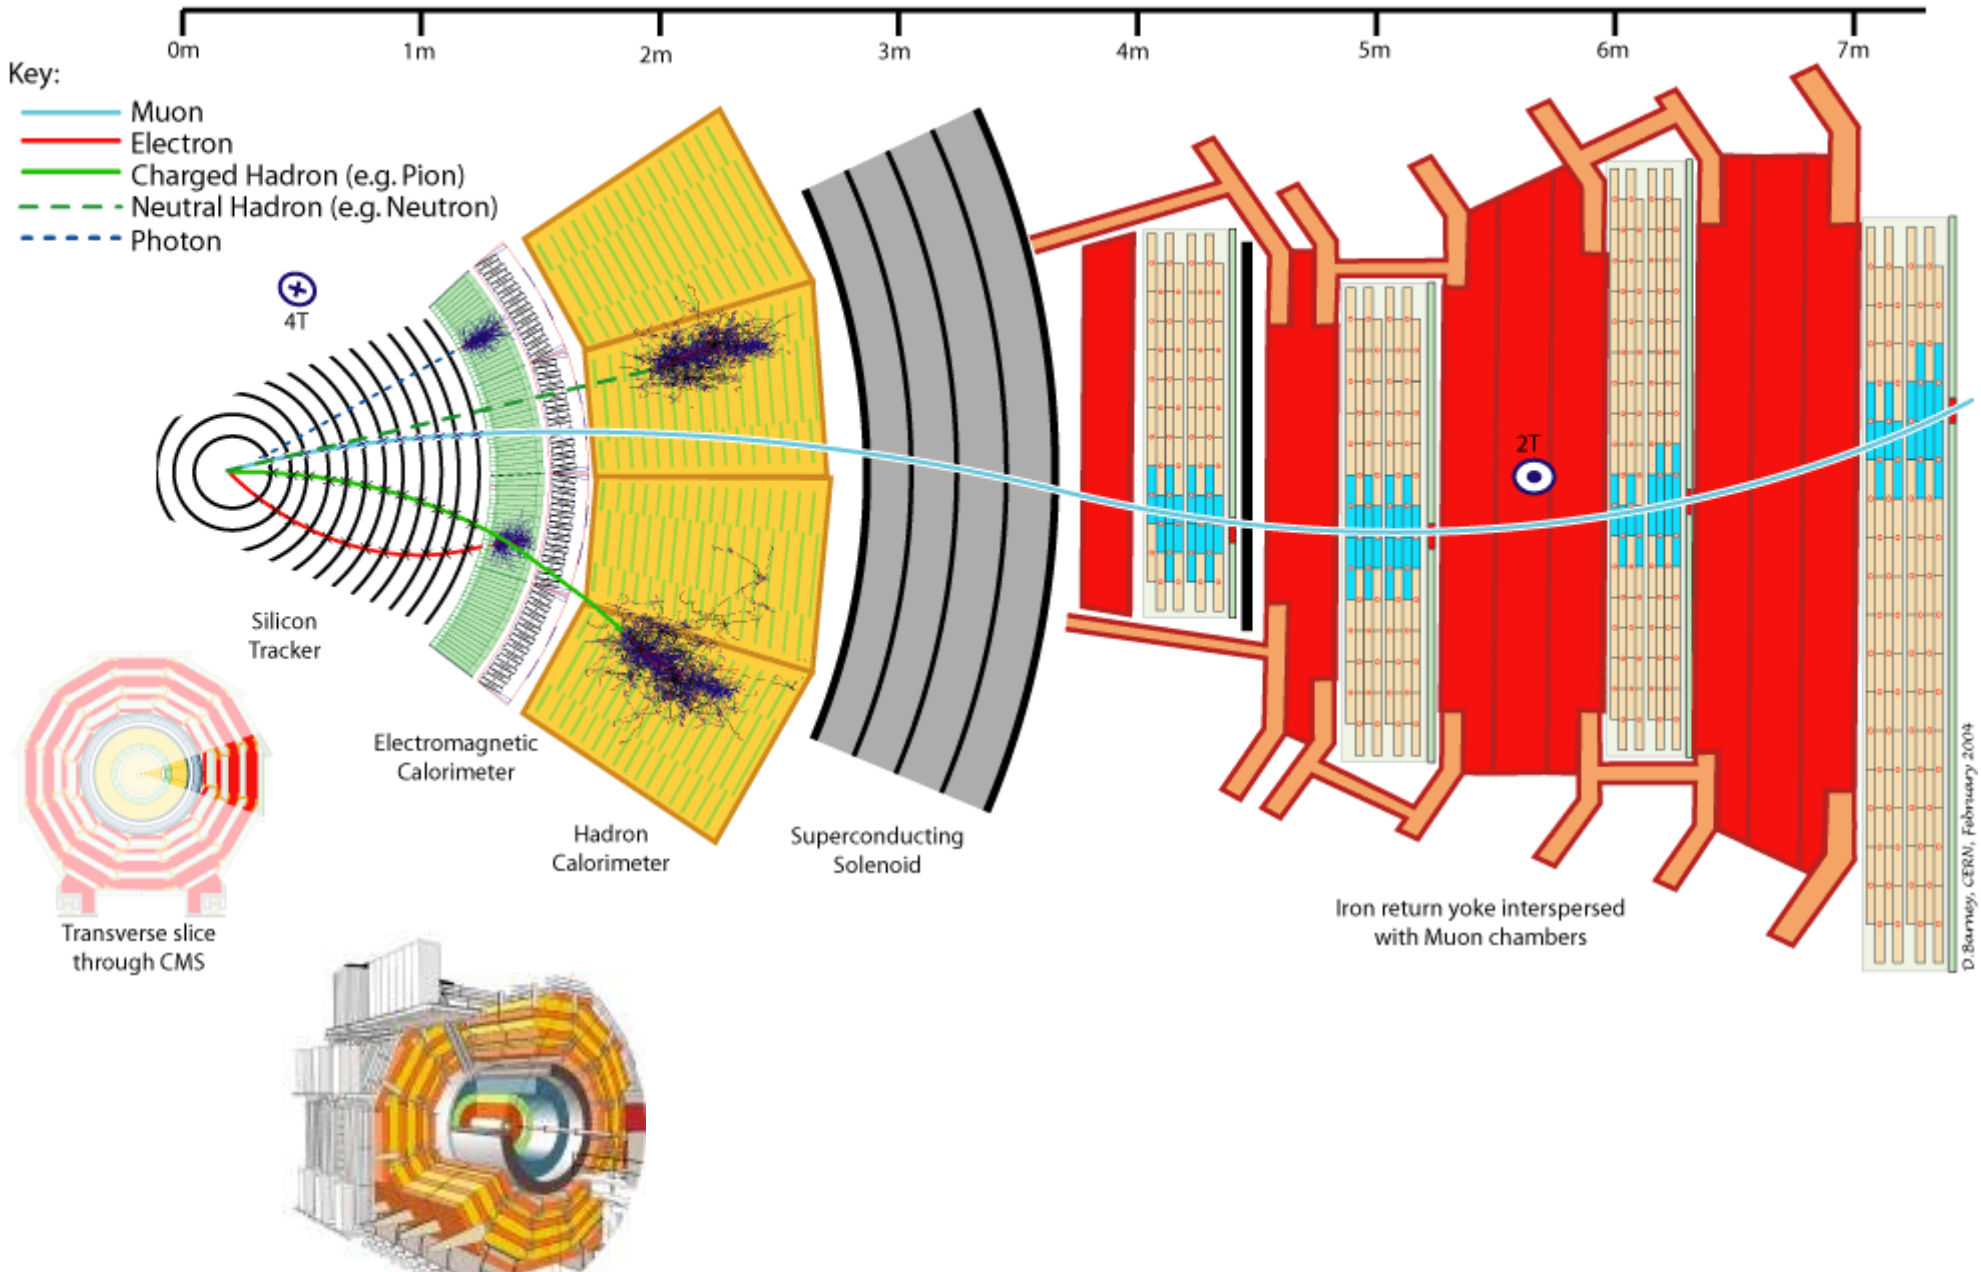 0m
1m
2m
3m
4m
5m
6m
7m
Key:
Muon
Electron
Charged Hadron (e.g. Pion)
Neutral Hadron (e.g. Neutron)
Photon
4T
2T
Silicon
Tracker
Electromagnetic
Calorimeter
Hadron
Calorimeter
Superconducting
Solenoid
Iron return yoke interspersed
with Muon chambers
Transverse slice
through CMS
D.Barney, CERN, February 2004